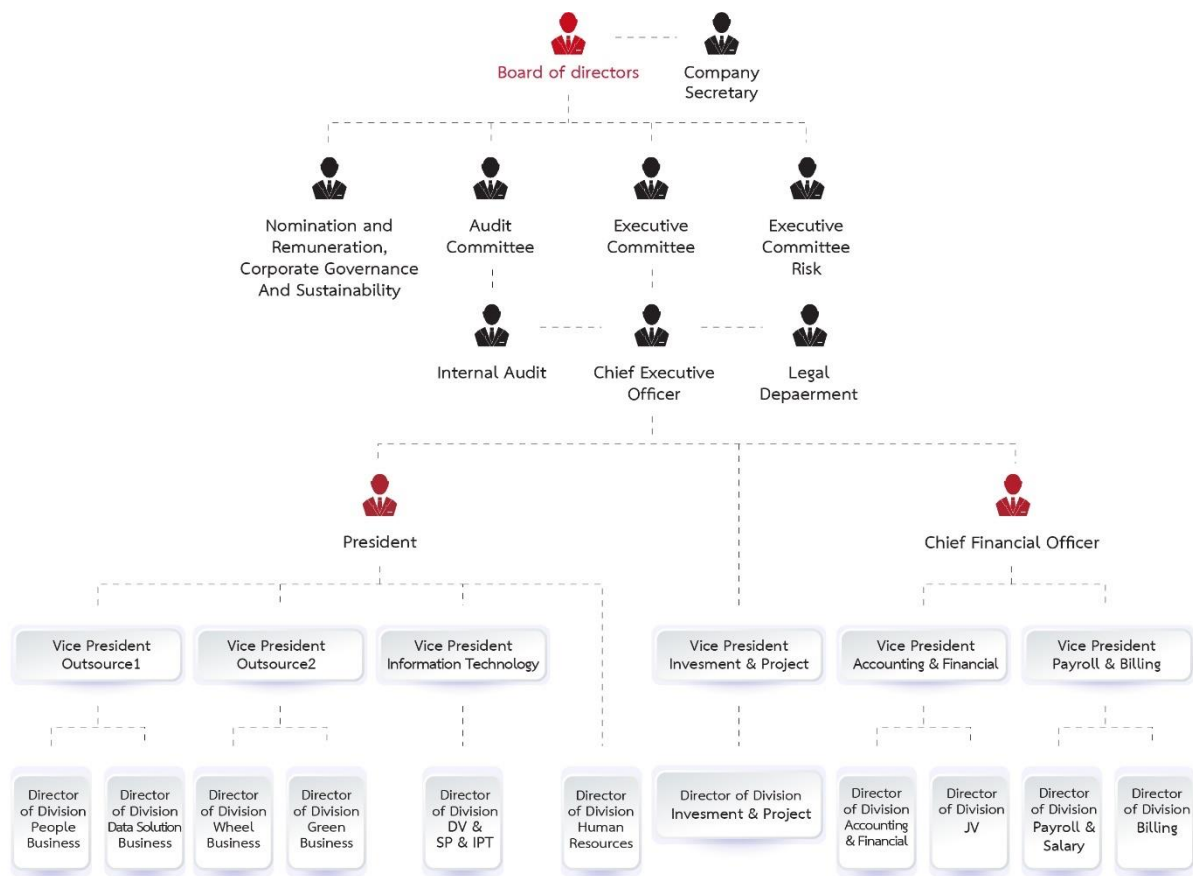 Board of directors
Company
Secretary
Nomination and
Remuneration,
Corporate Governance
And Sustainability
Audit
Committee
Executive
Committee
Executive
Committee
Risk
Internal Audit
Chief Executive
Officer
Legal
Depaerment
President
Chief Financial Officer
Vice President
Outsource1
Vice President
Outsource2
Vice President
Information Technology
Vice President
Invesment & Project
Vice President
Accounting & Financial
Vice President
Payroll & Billing
Director
of Division
People
Business
Director
of Division
Data Solution
Business
Director
of Division
Wheel
Business
Director
of Division
Green
Business
Director
of Division
DV &
SP & IPT
Director
of Division
Human
Resources
Director of Division
Invesment & Project
Director
of Division
Accounting
& Financial
Director
of Division
JV
Director
of Division
Payroll &
Salary
Director
of Division
Billing